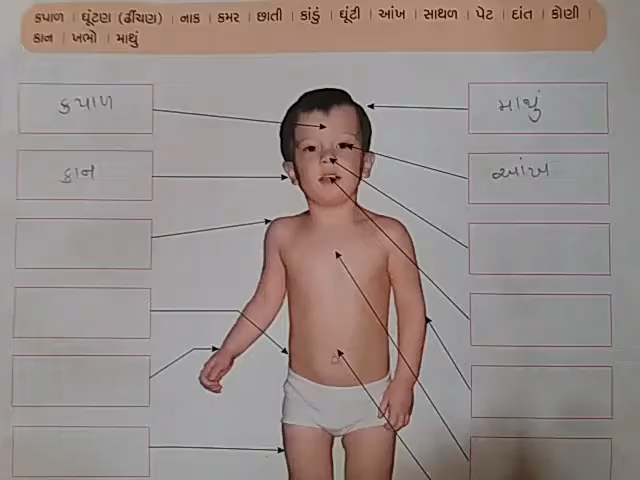 કપાળ | ઘૂંટણ (ઢીંચણ) | નાક | કમર | છાતી | કાંડું | ઘૂંટી | આંખ | સાથળ | પેટ | દાંત | કોણી |
કાન | ખભો | માથું
કપાળ
માથું
કાન
આંખ